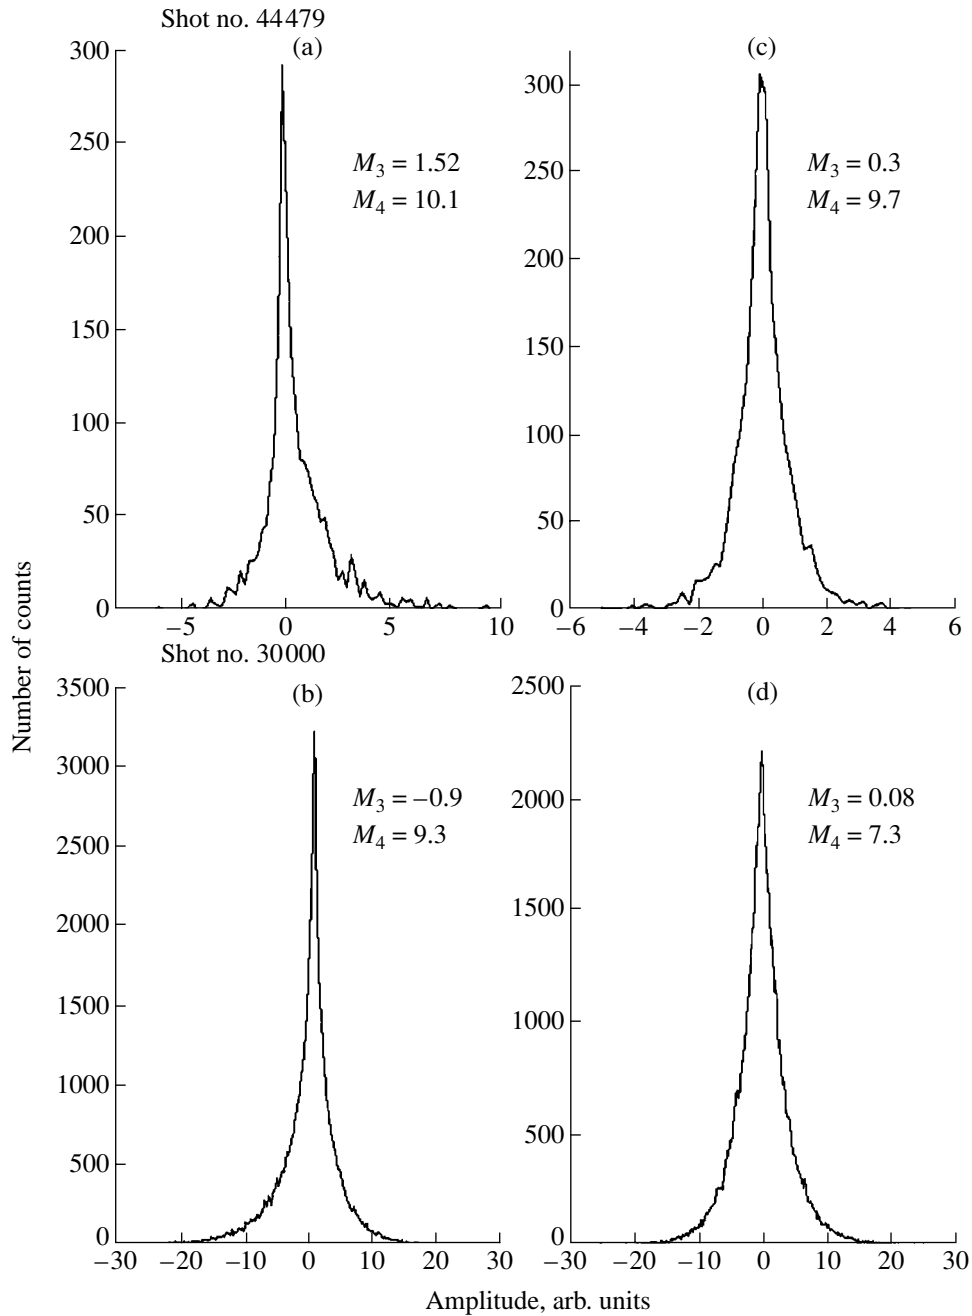 Shot no. 44479
(a)
300
250
200
150
100
50
0
M3 = 1.52
M4 = 10.1
−5 0 5 10
(c)
300
250
200
150
100
50
0
M3 = 0.3
M4 = 9.7
−6 −4 −2 0 2 4 6
Number of counts
Shot no. 30000
(b)
3500
3000
2500
2000
1500
1000
500
0
M3 = −0.9
M4 = 9.3
−30 −20 −10 0 10 20 30
(d)
2500
2000
1500
1000
500
0
M3 = 0.08
M4 = 7.3
−30 −20 −10 0 10 20 30
Amplitude, arb. units